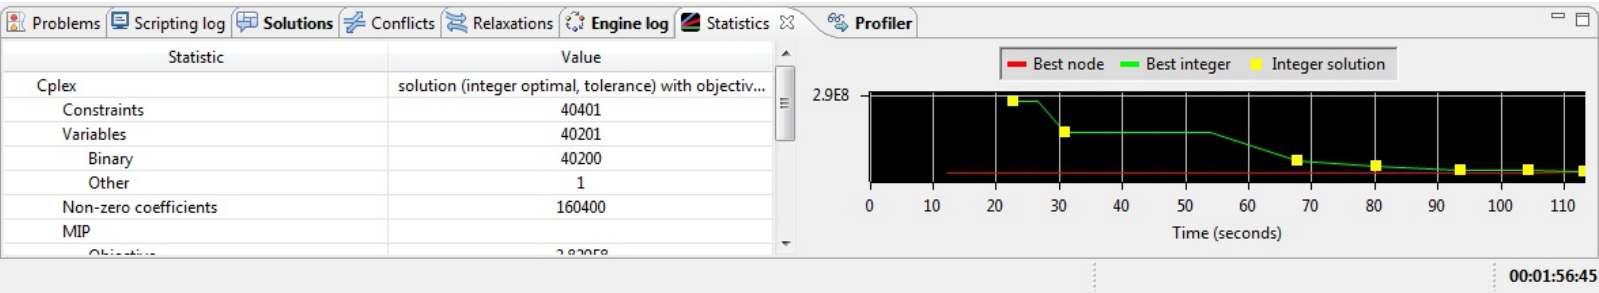 Problems Scripting log Solutions Conflicts Relaxations Engine log Statistics Profiler
Statistic Value
Cplex solution (integer optimal, tolerance) with objectiv...
Constraints 40401
Variables 40201
Binary 40200
Other 1
Non-zero coefficients 160400
MIP
Objective 2.829E8
Best node Best integer Integer solution
2.9E8
0 10 20 30 40 50 60 70 80 90 100 110
Time (seconds)
00:01:56:45